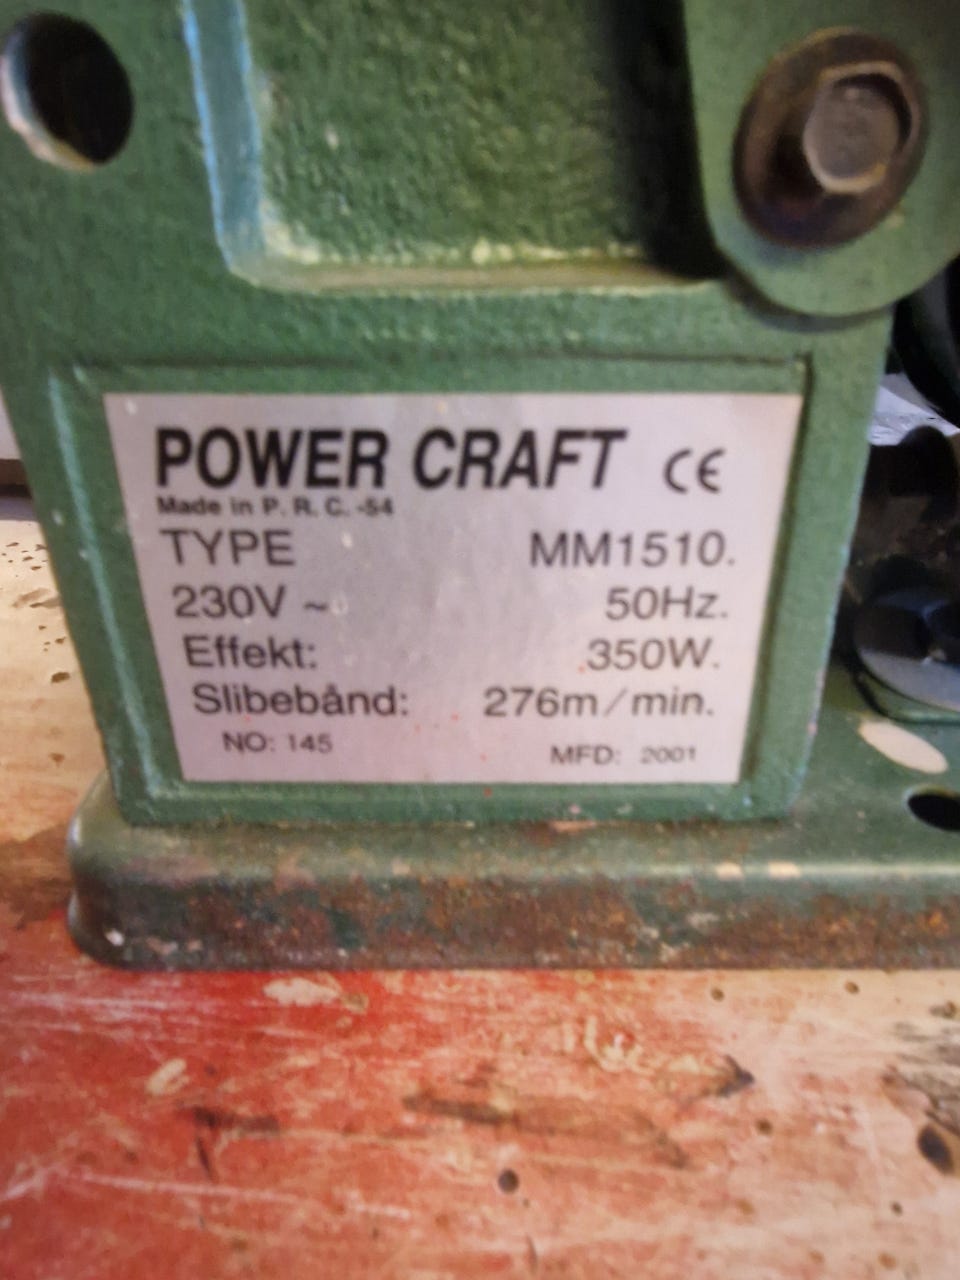 POWER CRAFT CE
Made in P. R. C. -54
TYPE MM1510.
230V ~ 50Hz.
Effekt: 350W.
Slibebånd: 276m/min.
NO: 145 MFD: 2001